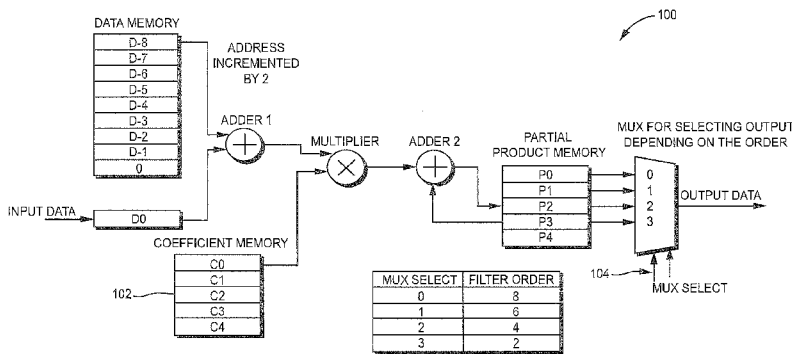 100
DATA MEMORY
D-8
D-7
D-6
D-5
D-4
D-3
D-2
D-1
0
ADDRESS
INCREMENTED
BY 2
ADDER 1
+
MULTIPLIER
×
ADDER 2
+
PARTIAL
PRODUCT MEMORY
P0
P1
P2
P3
P4
MUX FOR SELECTING OUTPUT
DEPENDING ON THE ORDER
0
1
2
3
OUTPUT DATA
104
MUX SELECT
INPUT DATA
D0
COEFFICIENT MEMORY
102
C0
C1
C2
C3
C4
MUX SELECT FILTER ORDER
0 8
1 6
2 4
3 2